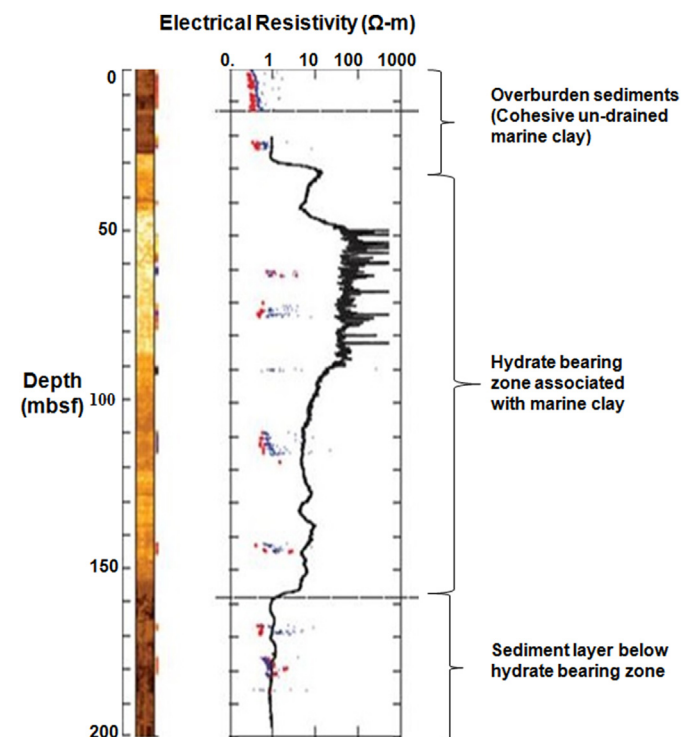 Electrical Resistivity (Ω-m)
0. 1 10 100 1000
0
Overburden sediments
(Cohesive un-drained
marine clay)
50
Hydrate bearing
zone associated
with marine clay
Depth
(mbsf)
100
150
Sediment layer below
hydrate bearing zone
200